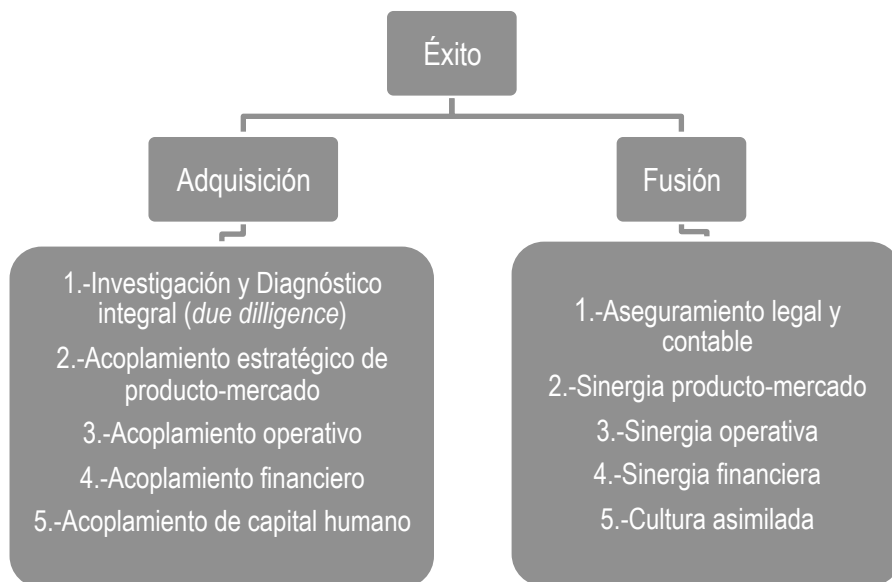 Éxito
Adquisición
1.-Investigación y Diagnóstico
integral (due dilligence)
2.-Acoplamiento estratégico de
producto-mercado
3.-Acoplamiento operativo
4.-Acoplamiento financiero
5.-Acoplamiento de capital humano
Fusión
1.-Aseguramiento legal y
contable
2.-Sinergia producto-mercado
3.-Sinergia operativa
4.-Sinergia financiera
5.-Cultura asimilada